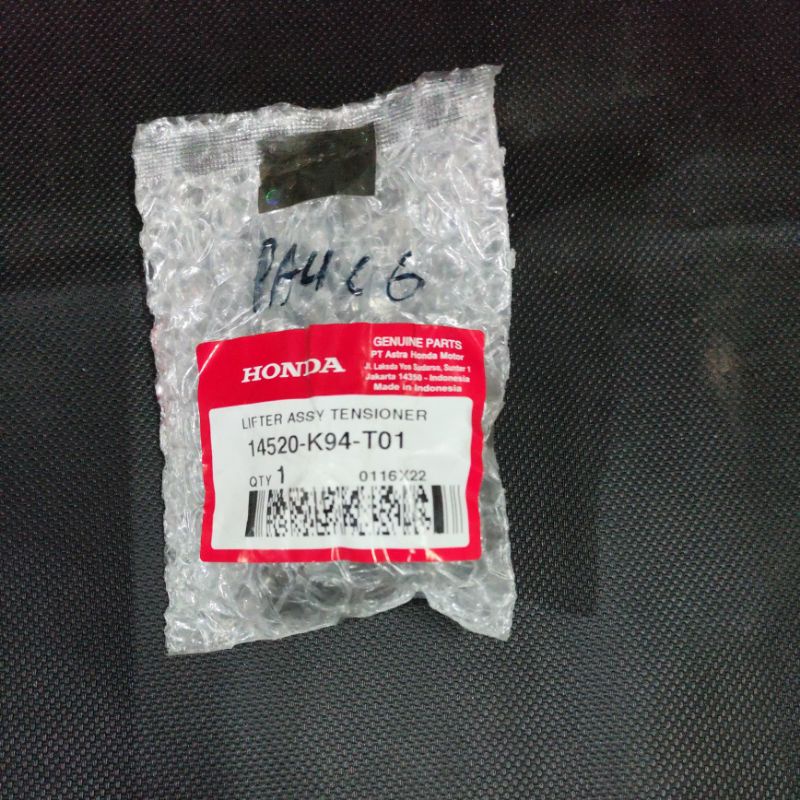 PA4C6
HONDA
GENUINE PARTS
PT Astra Honda Motor
Jl. Laksda Yos Sudarso, Sunter 1
Jakarta 14350 - Indonesia
Made in Indonesia
LIFTER ASSY TENSIONER
14520-K94-T01
QTY 1 0116X22